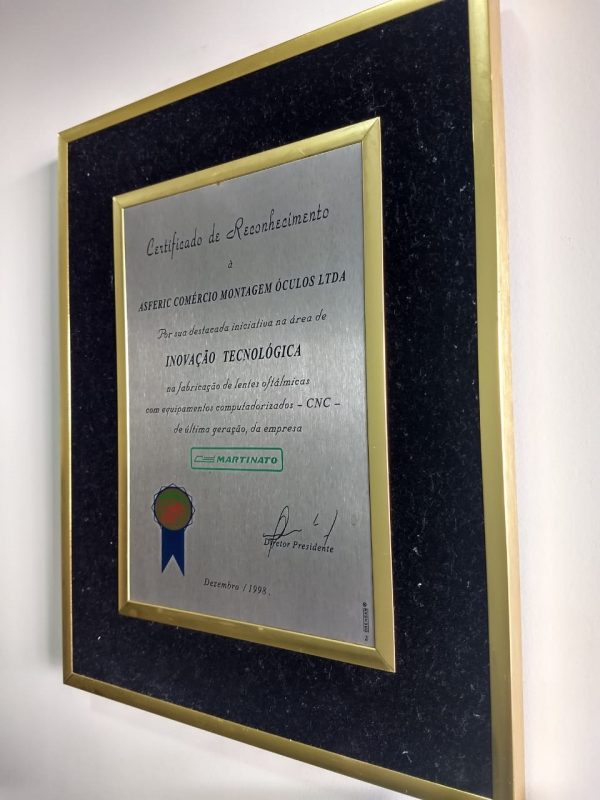 Certificado de Reconhecimento
à
ASFERIC COMÉRCIO MONTAGEM ÓCULOS LTDA
Por sua destacada iniciativa na área de
INOVAÇÃO TECNOLÓGICA
na fabricação de lentes oftálmicas
com equipamentos computadorizados – CNC –
de última geração, da empresa
MARTINATO
Diretor Presidente
Dezembro / 1998.